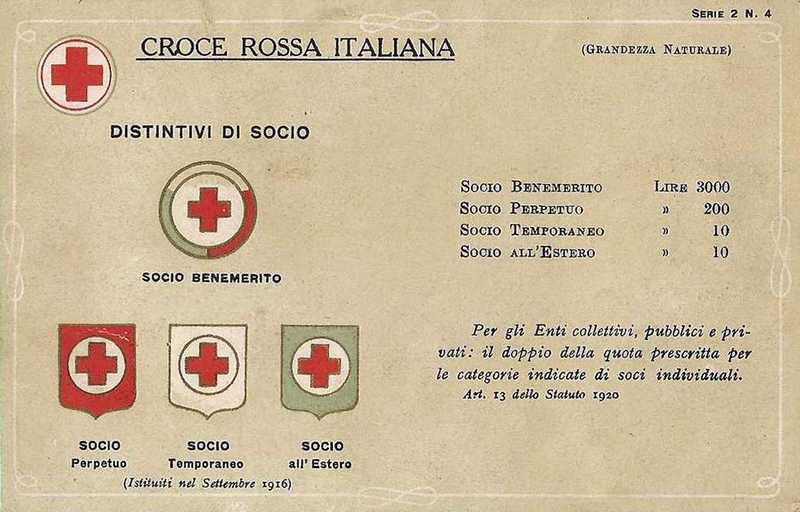 SERIE 2 N. 4
CROCE ROSSA ITALIANA
(GRANDEZZA NATURALE)
DISTINTIVI DI SOCIO
SOCIO BENEMERITO
SOCIO BENEMERITO LIRE 3000
SOCIO PERPETUO » 200
SOCIO TEMPORANEO » 10
SOCIO ALL'ESTERO » 10
Per gli Enti collettivi, pubblici e pri-
vati: il doppio della quota prescritta per
le categorie indicate di soci individuali.
Art. 13 dello Statuto 1920
SOCIO Perpetuo
SOCIO Temporaneo
SOCIO all'Estero
(Istituiti nel Settembre 1916)